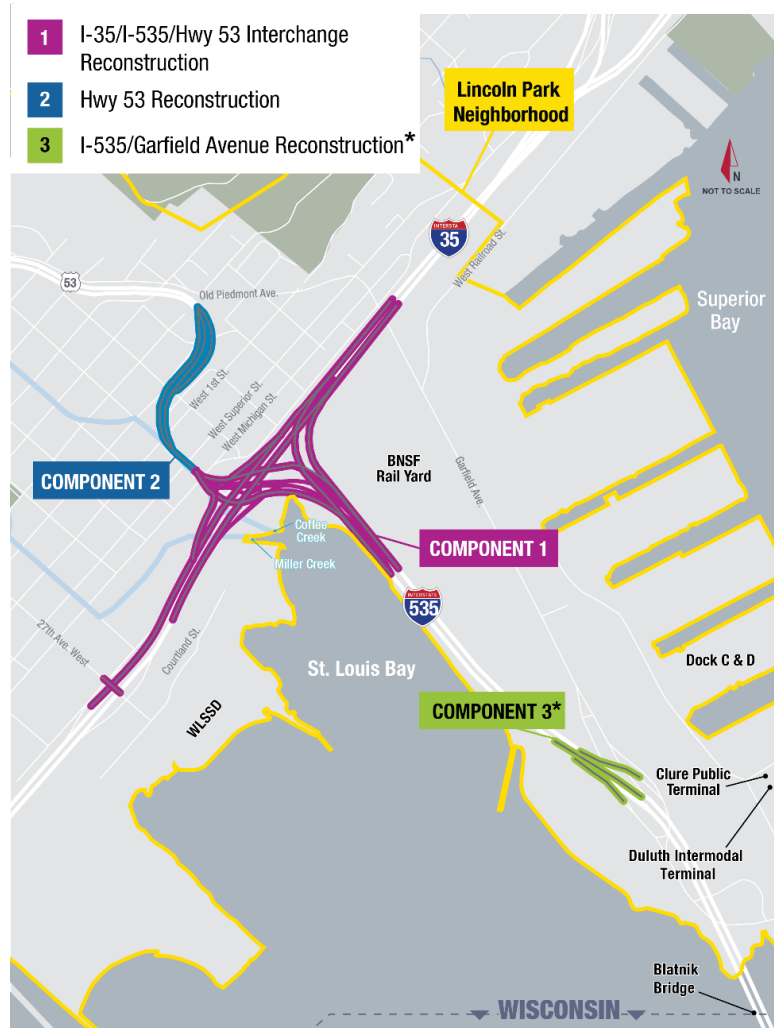 1 I-35/I-535/Hwy 53 Interchange
Reconstruction
2 Hwy 53 Reconstruction
3 I-535/Garfield Avenue Reconstruction*
Lincoln Park
Neighborhood
N
NOT TO SCALE
INTERSTA
35
West Railroad St.
53
Old Piedmont Ave.
Superior
Bay
West 1st St.
West Superior St.
West Michigan St.
BNSF
Rail Yard
Garfield Ave.
COMPONENT 2
Coffee
Creek
COMPONENT 1
Miller Creek
INTERSTATE
535
27th Ave. West
Courtland St.
St. Louis Bay
Dock C & D
WLSSD
COMPONENT 3*
Clure Public
Terminal
Duluth Intermodal
Terminal
Blatnik
Bridge
WISCONSIN